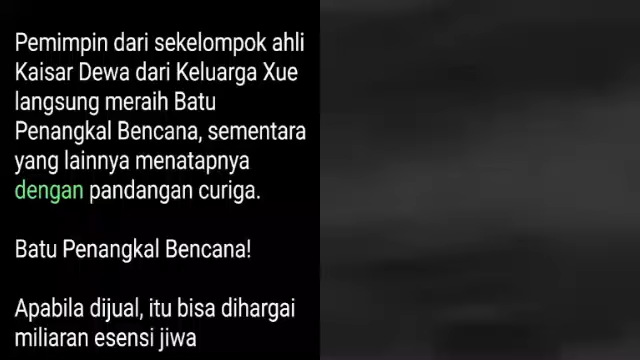 Pemimpin dari sekelompok ahli
Kaisar Dewa dari Keluarga Xue
langsung meraih Batu
Penangkal Bencana, sementara
yang lainnya menatapnya
dengan pandangan curiga.
Batu Penangkal Bencana!
Apabila dijual, itu bisa dihargai
miliaran esensi jiwa